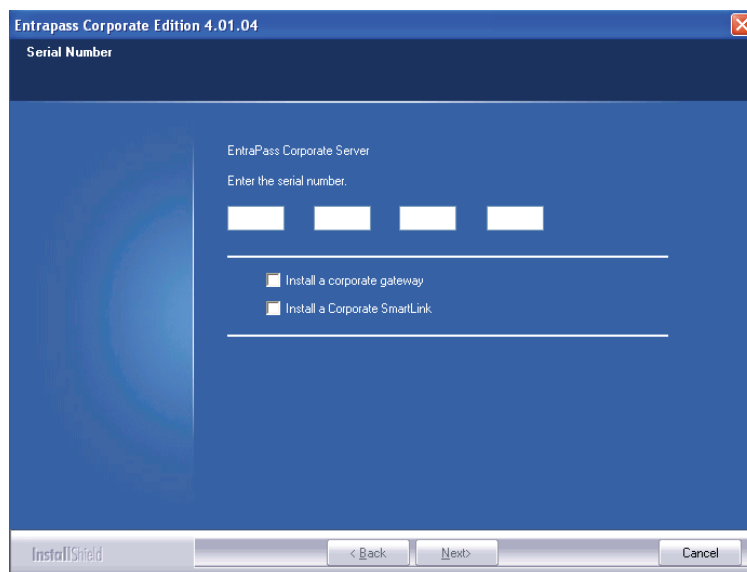 Entrapass Corporate Edition 4.01.04
Serial Number
EntraPass Corporate Server
Enter the serial number.
Install a corporate gateway
Install a Corporate SmartLink
InstallShield
< Back
Next>
Cancel